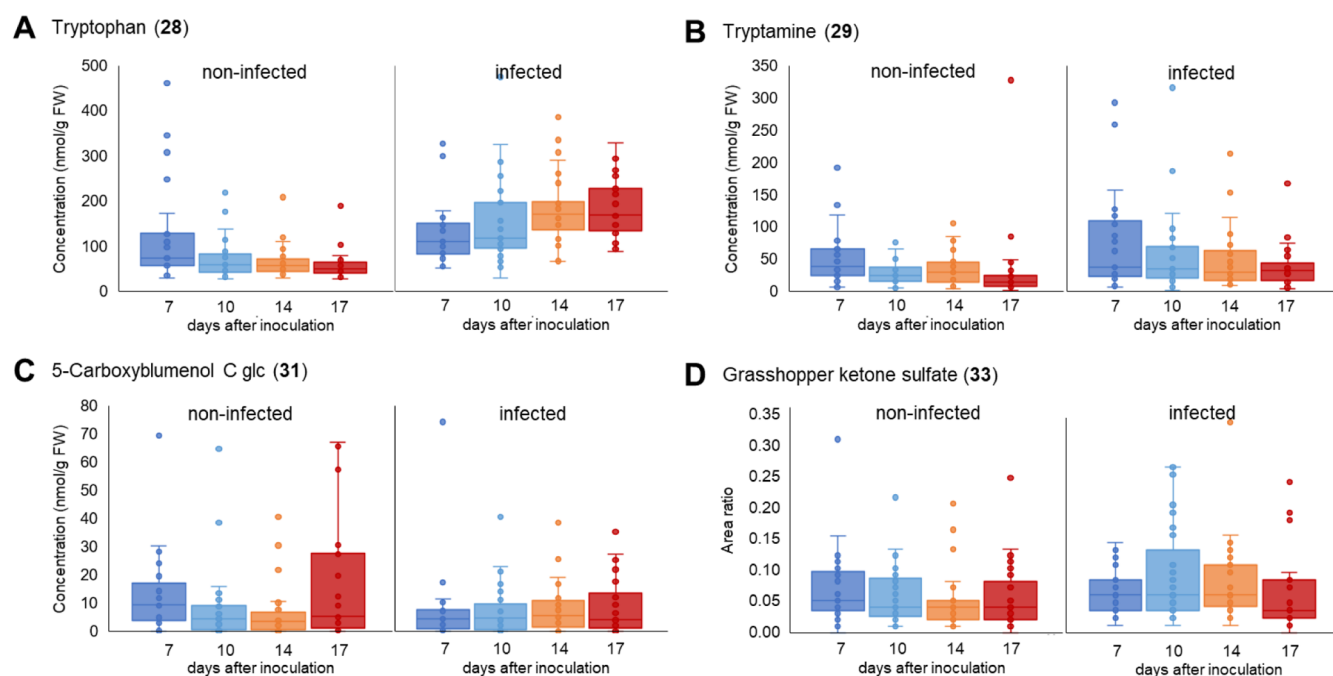 A Tryptophan (28)
non-infected
infected
Concentration (nmol/g FW)
500
400
300
200
100
0
7 10 14 17
days after inoculation
7 10 14 17
days after inoculation
B Tryptamine (29)
non-infected
infected
Concentration (nmol/g FW)
350
300
250
200
150
100
50
0
7 10 14 17
days after inoculation
7 10 14 17
days after inoculation
C 5-Carboxyblumenol C glc (31)
non-infected
infected
Concentration (nmol/g FW)
80
70
60
50
40
30
20
10
0
7 10 14 17
days after inoculation
7 10 14 17
days after inoculation
D Grasshopper ketone sulfate (33)
non-infected
infected
Area ratio
0.35
0.30
0.25
0.20
0.15
0.10
0.05
0.00
7 10 14 17
days after inoculation
7 10 14 17
days after inoculation